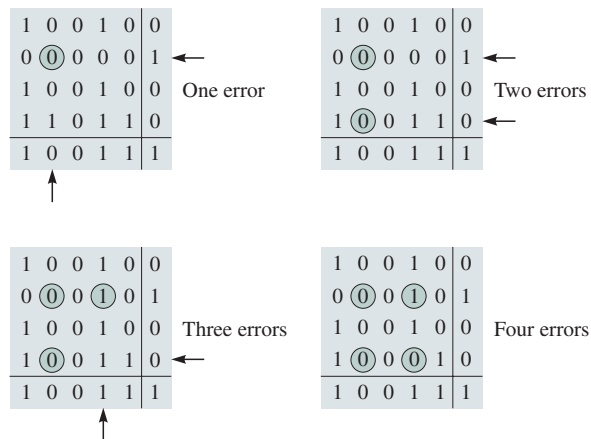 1 0 0 1 0 0
0 0 0 0 0 1
1 0 0 1 0 0
1 1 0 1 1 0
1 0 0 1 1 1
One error
1 0 0 1 0 0
0 0 0 0 0 1
1 0 0 1 0 0
1 0 0 1 1 0
1 0 0 1 1 1
Two errors
1 0 0 1 0 0
0 0 0 1 0 1
1 0 0 1 0 0
1 0 0 1 1 0
1 0 0 1 1 1
Three errors
1 0 0 1 0 0
0 0 0 1 0 1
1 0 0 1 0 0
1 0 0 0 1 0
1 0 0 1 1 1
Four errors